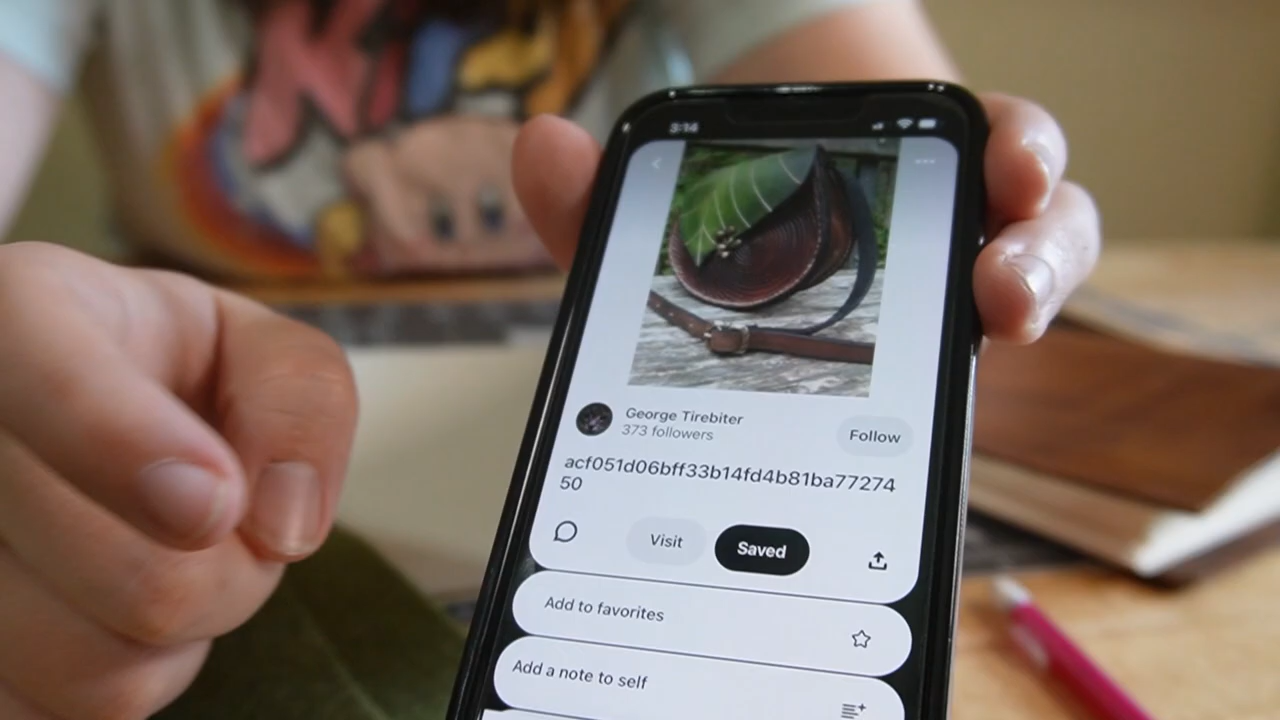 3:14
George Tirebiter
373 followers
Follow
acf051d06bff33b14fd4b81ba77274
50
Visit
Saved
Add to favorites
Add a note to self